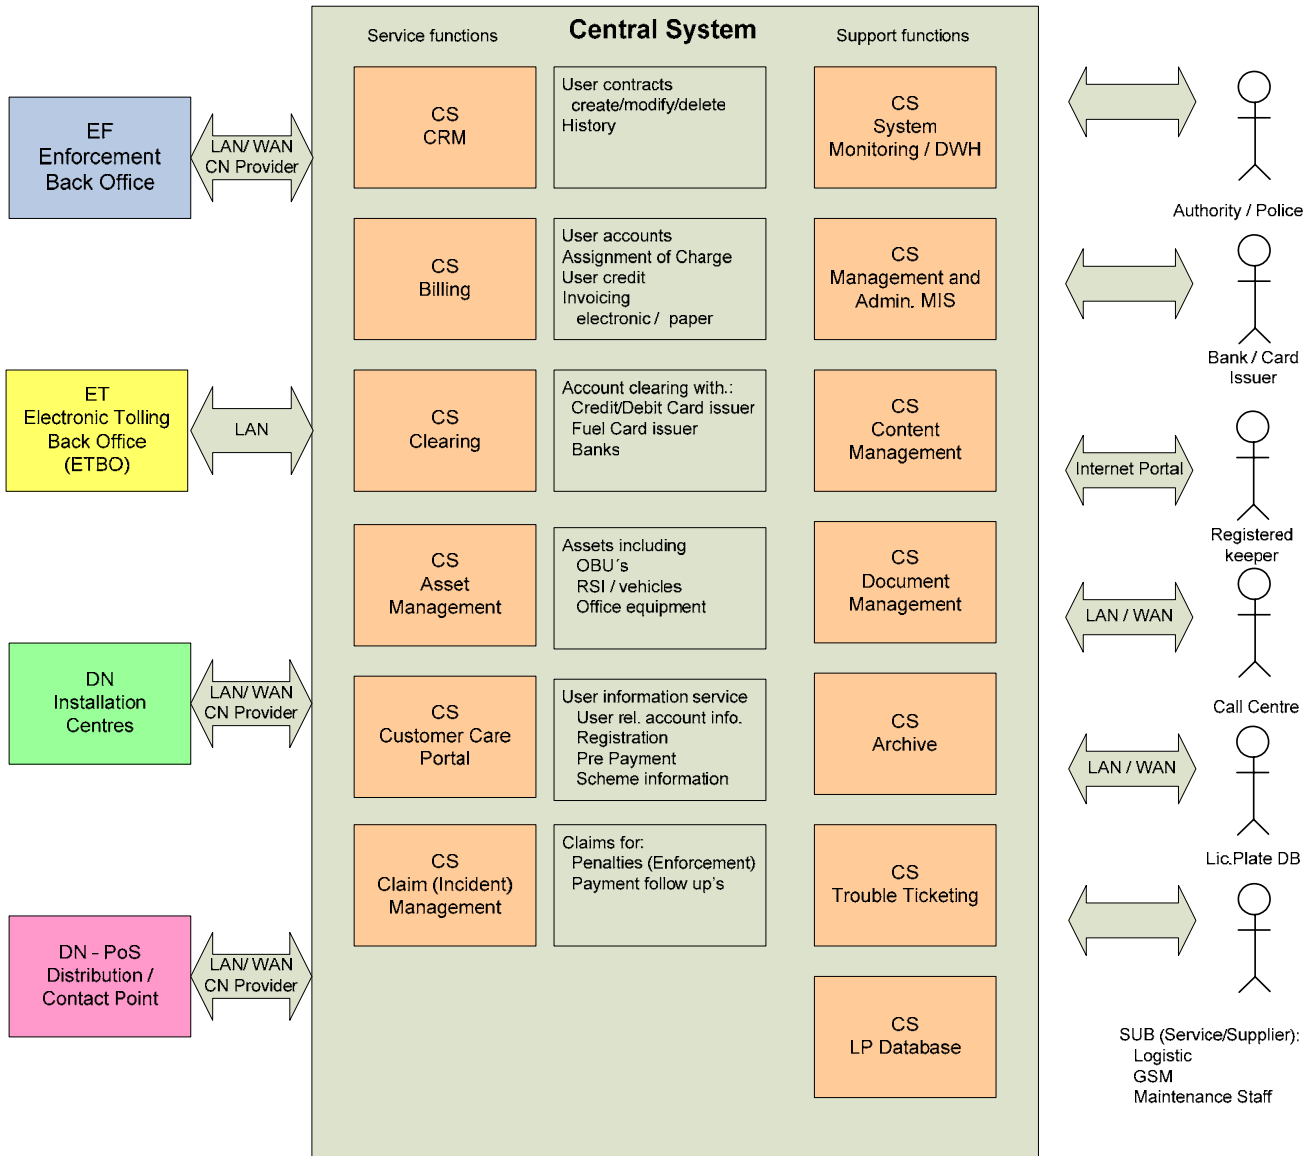 Central System
Service functions
Support functions
EF
Enforcement
Back Office
LAN/ WAN
CN Provider
ET
Electronic Tolling
Back Office
(ETBO)
LAN
DN
Installation
Centres
LAN/ WAN
CN Provider
DN - PoS
Distribution /
Contact Point
LAN/ WAN
CN Provider
CS
CRM
User contracts
create/modify/delete
History
CS
System
Monitoring / DWH
CS
Billing
User accounts
Assignment of Charge
User credit
Invoicing
electronic / paper
CS
Management and
Admin. MIS
CS
Clearing
Account clearing with.:
Credit/Debit Card issuer
Fuel Card issuer
Banks
CS
Content
Management
CS
Asset
Management
Assets including
OBU´s
RSI / vehicles
Office equipment
CS
Document
Management
CS
Customer Care
Portal
User information service
User rel. account info.
Registration
Pre Payment
Scheme information
CS
Archive
CS
Claim (Incident)
Management
Claims for:
Penalties (Enforcement)
Payment follow up's
CS
Trouble Ticketing
CS
LP Database
Authority / Police
Bank / Card
Issuer
Internet Portal
Registered
keeper
LAN / WAN
Call Centre
LAN / WAN
Lic.Plate DB
SUB (Service/Supplier):
Logistic
GSM
Maintenance Staff